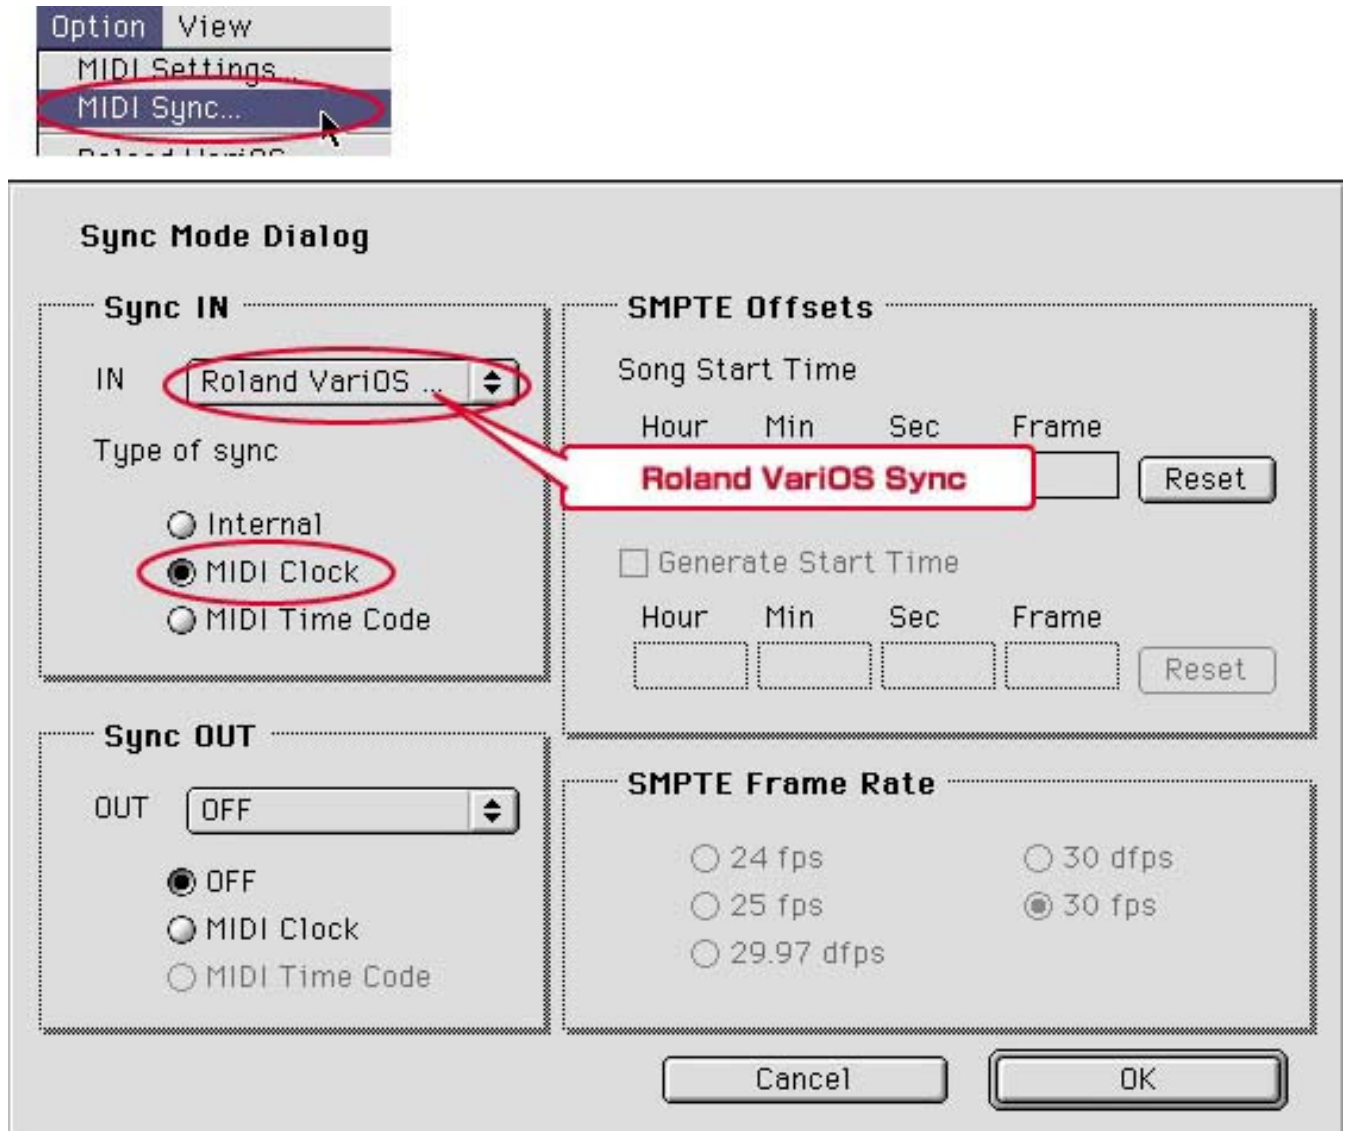 Option View
MIDI Settings...
MIDI Sync...
Sync Mode Dialog
Sync IN
IN Roland VariOS ...
Type of sync
Internal
MIDI Clock
MIDI Time Code
Sync OUT
OUT OFF
OFF
MIDI Clock
MIDI Time Code
SMPTE Offsets
Song Start Time
Hour Min Sec Frame
Roland VariOS Sync
Reset
Generate Start Time
Hour Min Sec Frame
Reset
SMPTE Frame Rate
24 fps
25 fps
29.97 dfps
30 dfps
30 fps
Cancel OK